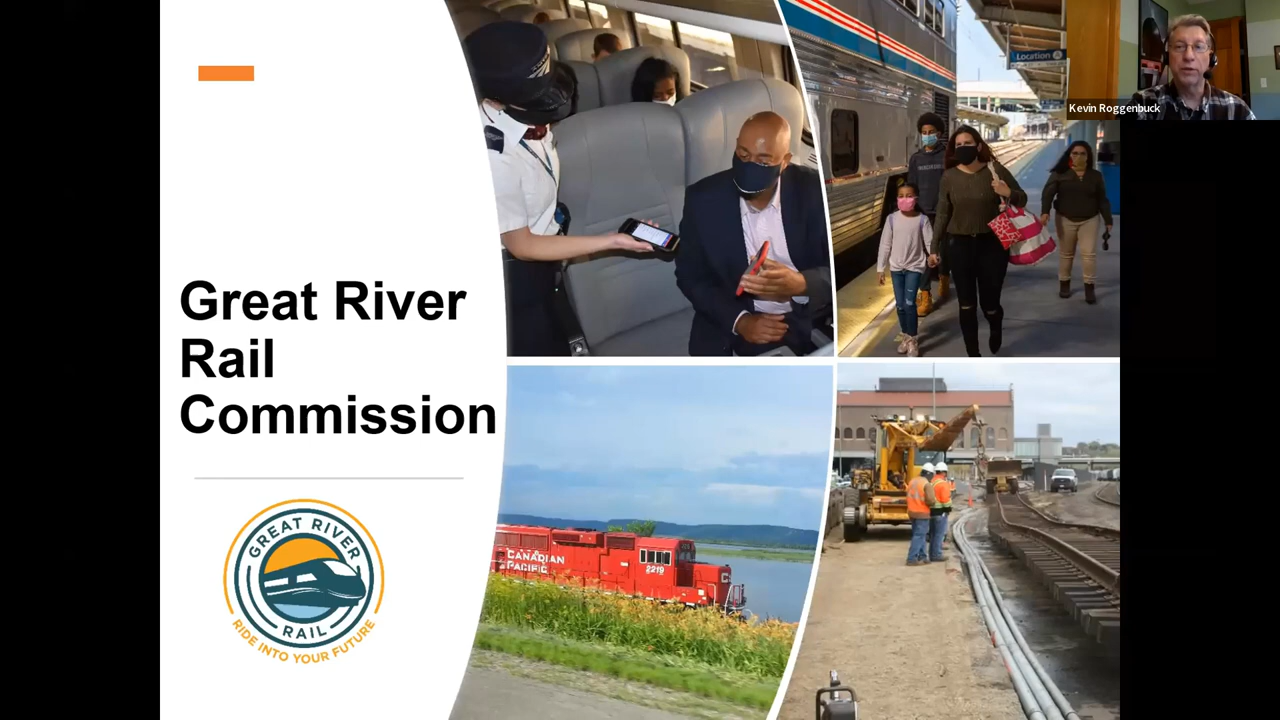 Great River
Rail
Commission
GREAT RIVER
RAIL
RIDE INTO YOUR FUTURE
Location A
CANADIAN
PACIFIC
2219
Kevin Roggenbuck